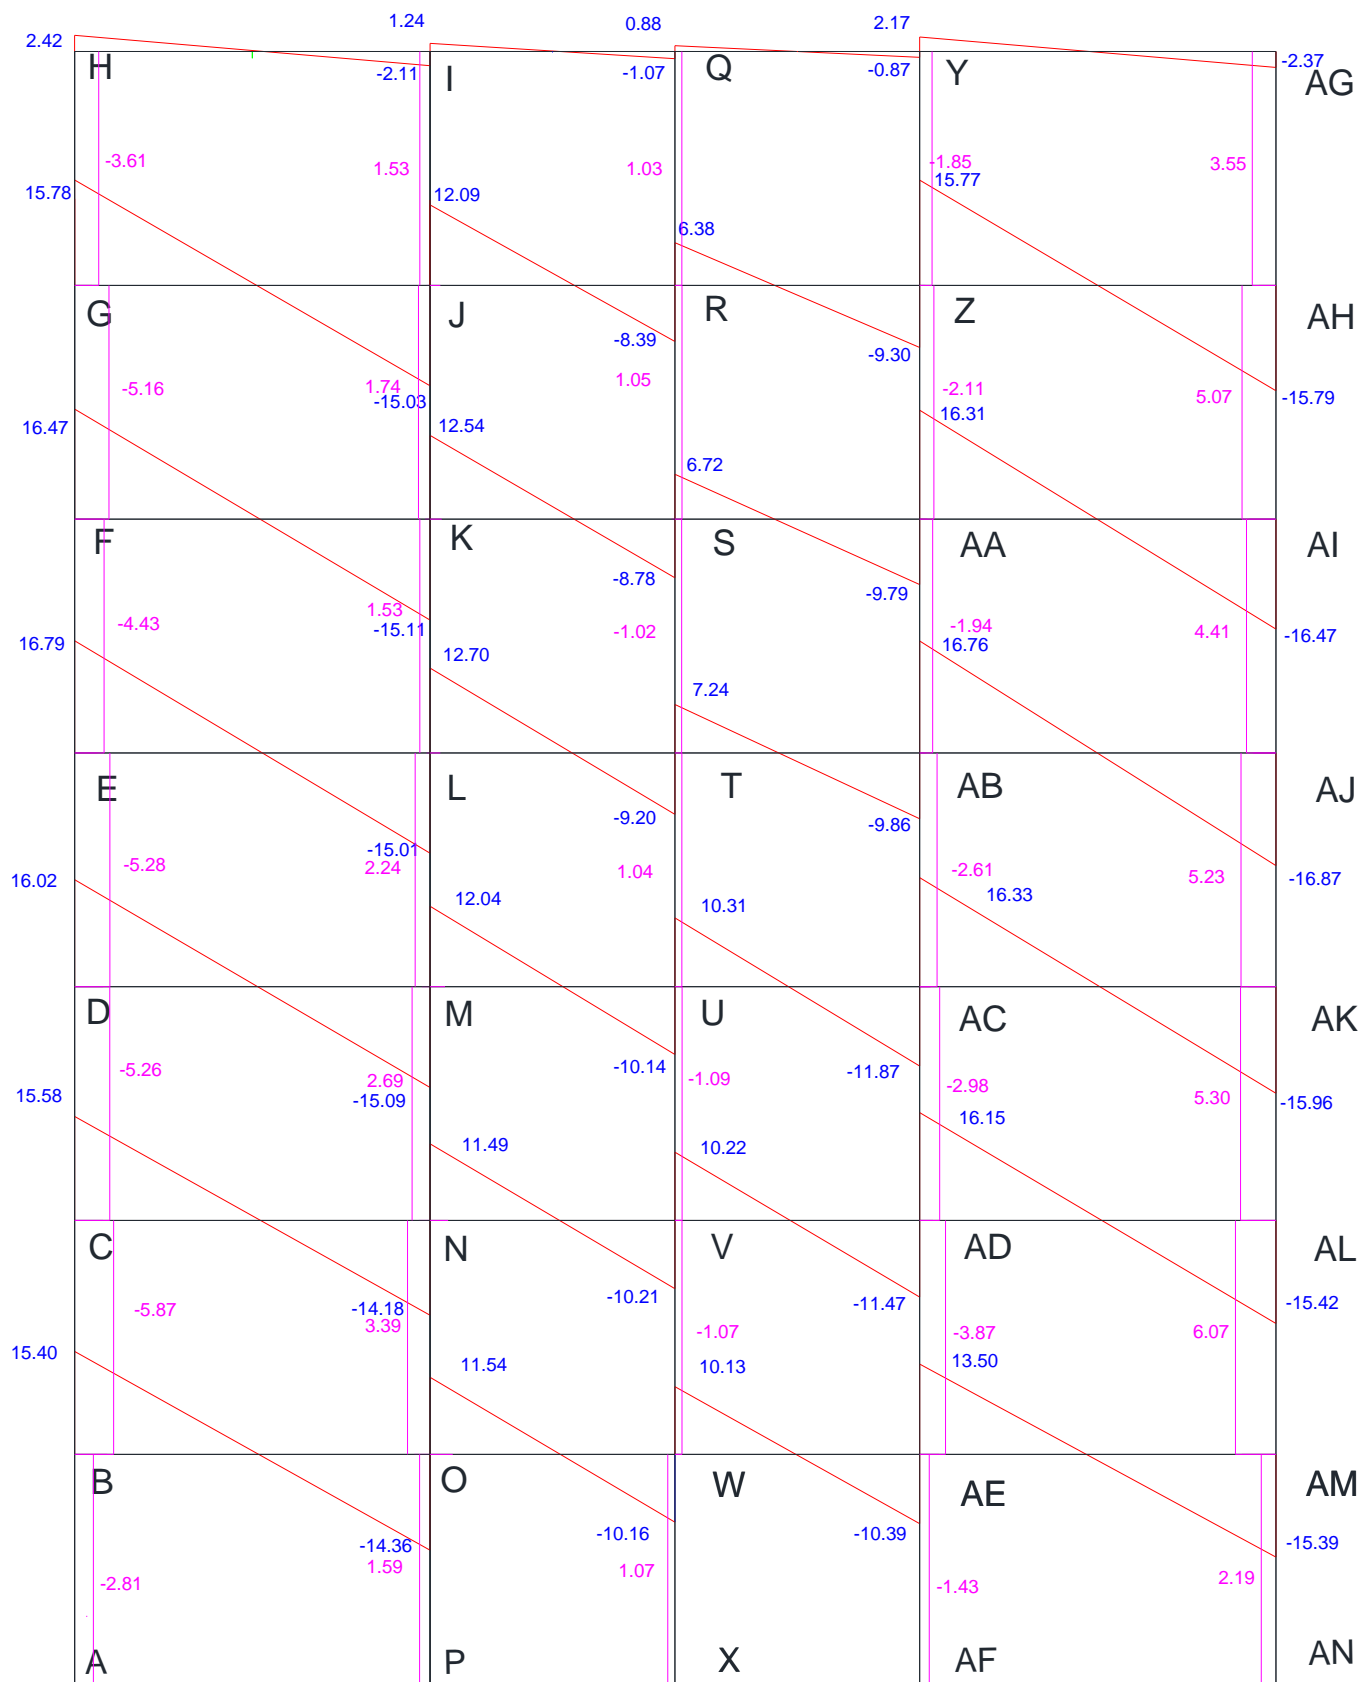 1.24 0.88 2.17
2.42 -2.37
H -2.11 I -1.07 Q -0.87 Y AG
-3.61 1.53 1.03 -1.85 3.55
15.78 12.09 6.38 15.77
G J R Z AH
-8.39 -9.30
-5.16 1.74 1.05 -2.11 5.07 -15.79
-15.03
16.47 12.54 6.72 16.31
F K S AA AI
-8.78 -9.79
-4.43 1.53 -1.02 -1.94 4.41 -16.47
-15.11
16.79 12.70 7.24 16.76
E L T AB AJ
-9.20 -9.86
-15.01
-5.28 2.24 1.04 -2.61 5.23 -16.87
16.02 12.04 10.31 16.33
D M U AC AK
-5.26 2.69 -10.14 -1.09 -11.87 -2.98 5.30 -15.96
15.58 -15.09 11.49 10.22 16.15
C N V AD AL
-5.87 -14.18 -10.21 -11.47 -15.42
3.39 -1.07 -3.87 6.07
15.40 11.54 10.13 13.50
B O W AE AM
-14.36 -10.16 -10.39 -15.39
-2.81 1.59 1.07 -1.43 2.19
A P X AF AN